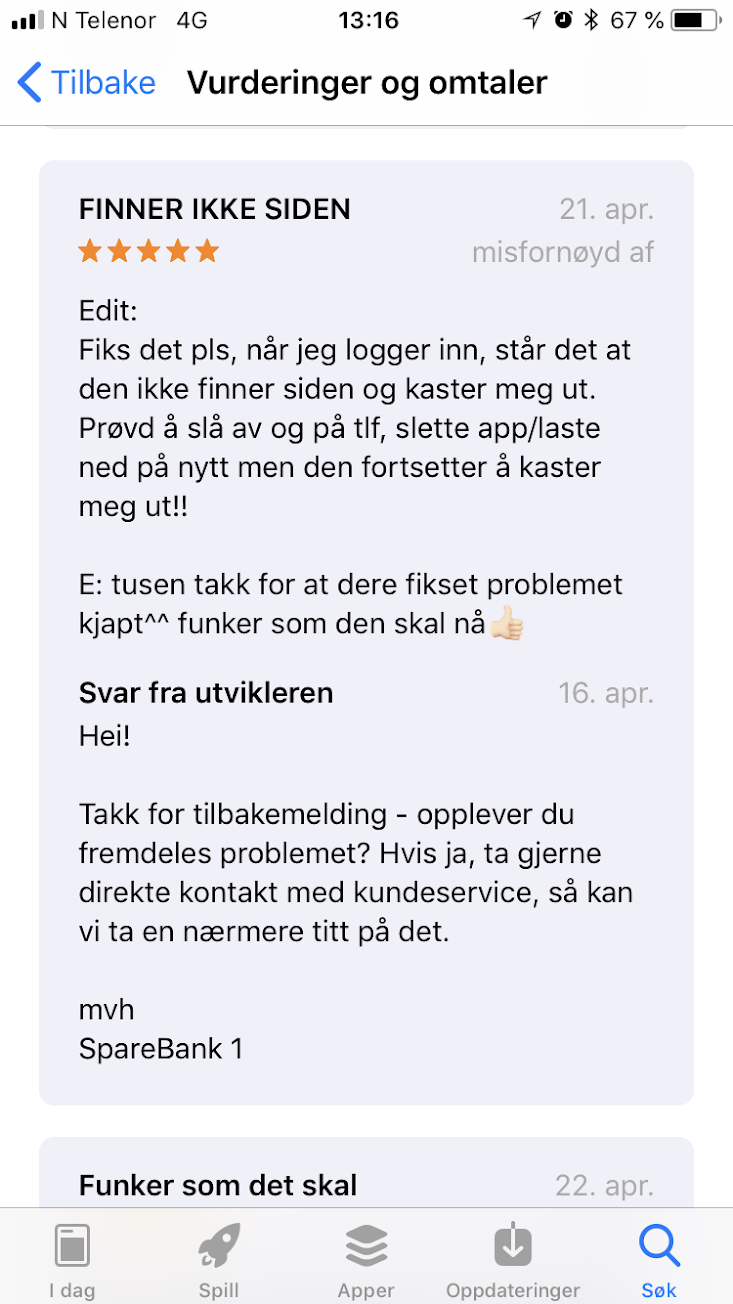 N Telenor 4G 13:16 67 %
Tilbake Vurderinger og omtaler
FINNER IKKE SIDEN 21. apr.
misfornøyd af
Edit:
Fiks det pls, når jeg logger inn, står det at
den ikke finner siden og kaster meg ut.
Prøvd å slå av og på tlf, slette app/laste
ned på nytt men den fortsetter å kaster
meg ut!!
E: tusen takk for at dere fikset problemet
kjapt^^ funker som den skal nå👍🏻
Svar fra utvikleren 16. apr.
Hei!
Takk for tilbakemelding - opplever du
fremdeles problemet? Hvis ja, ta gjerne
direkte kontakt med kundeservice, så kan
vi ta en nærmere titt på det.
mvh
SpareBank 1
Funker som det skal 22. apr.
I dag Spill Apper Oppdateringer Søk